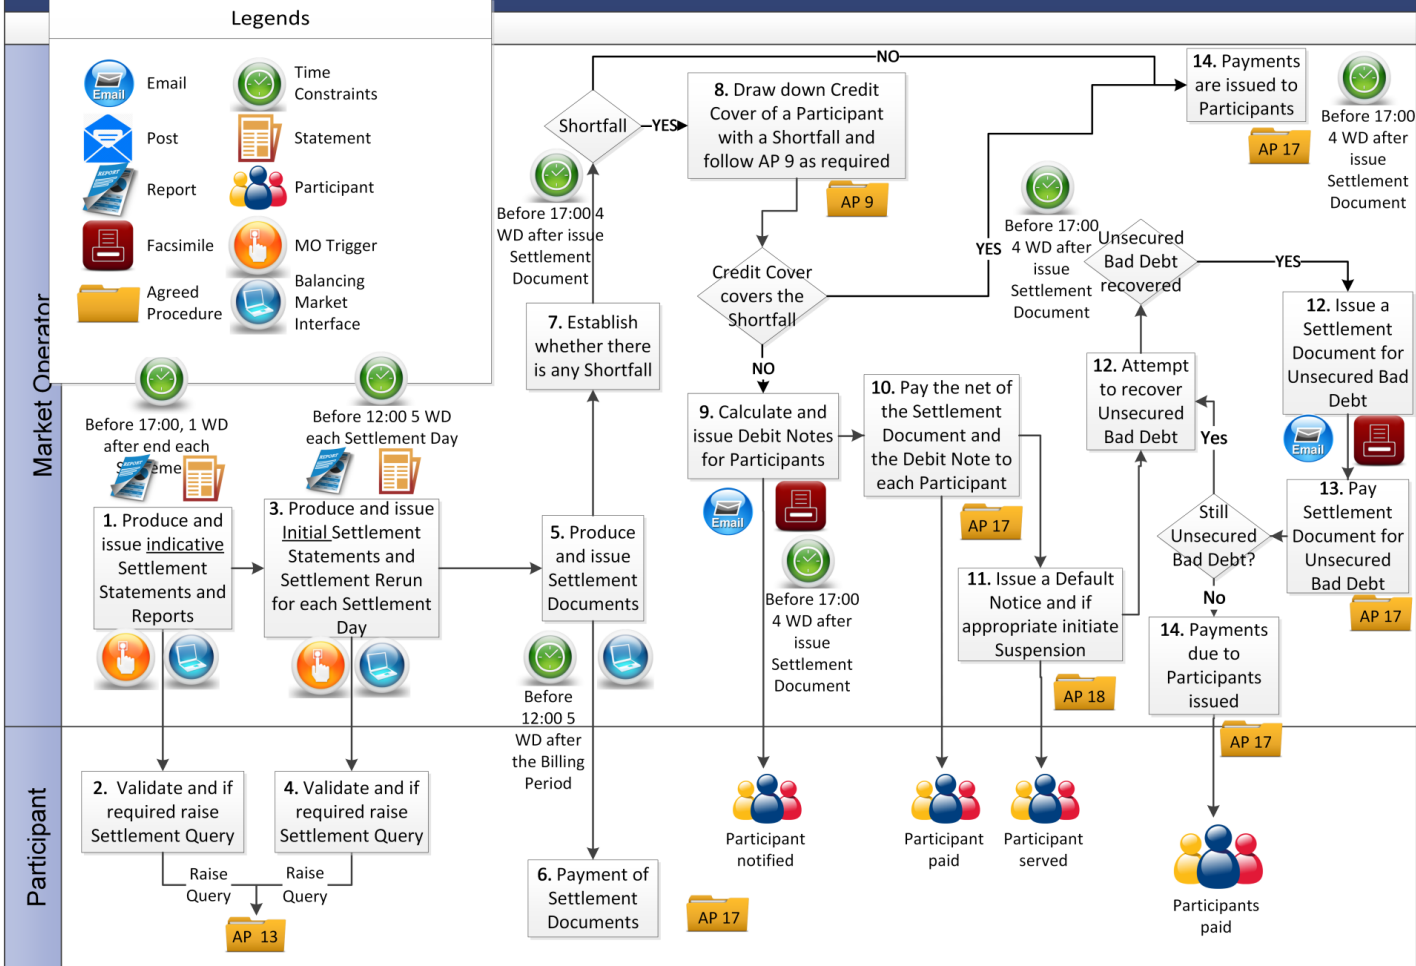 Legends
Email
Time
Constraints
Post
Statement
Report
Participant
Facsimile
MO Trigger
Agreed
Procedure
Balancing
Market
Interface
Market Operator
Participant
Before 17:00, 1 WD
after end each
Before 12:00 5 WD
each Settlement Day
1. Produce and
issue indicative
Settlement
Statements and
Reports
3. Produce and issue
Initial Settlement
Statements and
Settlement Rerun
for each Settlement
Day
2. Validate and if
required raise
Settlement Query
4. Validate and if
required raise
Settlement Query
Raise
Query
Raise
Query
AP 13
5. Produce
and issue
Settlement
Documents
Before
12:00 5
WD after
the Billing
Period
6. Payment of
Settlement
Documents
AP 17
7. Establish
whether there
is any Shortfall
Before 17:00 4
WD after issue
Settlement
Document
Shortfall
YES
NO
8. Draw down Credit
Cover of a Participant
with a Shortfall and
follow AP 9 as required
AP 9
Credit Cover
covers the
Shortfall
YES
NO
9. Calculate and
issue Debit Notes
for Participants
Email
Before 17:00
4 WD after
issue
Settlement
Document
Participant
notified
10. Pay the net of
the Settlement
Document and
the Debit Note to
each Participant
AP 17
Participant
paid
11. Issue a Default
Notice and if
appropriate initiate
Suspension
AP 18
Participant
served
12. Attempt
to recover
Unsecured
Bad Debt
Before 17:00
4 WD after
issue
Settlement
Document
Unsecured
Bad Debt
recovered
YES
12. Issue a
Settlement
Document for
Unsecured Bad
Debt
Email
13. Pay
Settlement
Document for
Unsecured
Bad Debt
AP 17
Still
Unsecured
Bad Debt?
Yes
No
14. Payments
due to
Participants
issued
AP 17
Participants
paid
14. Payments
are issued to
Participants
AP 17
Before 17:00
4 WD after
issue
Settlement
Document